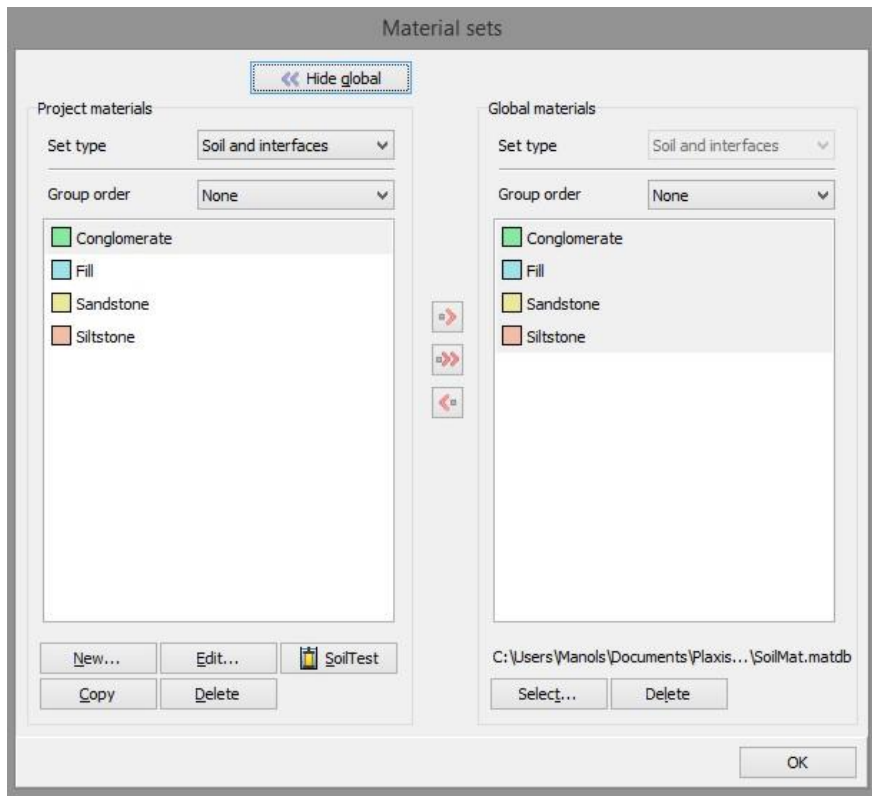 Material sets
Hide global
Project materials
Set type Soil and interfaces
Group order None
Conglomerate
Fill
Sandstone
Siltstone
New... Edit... SoilTest
Copy Delete
Global materials
Set type Soil and interfaces
Group order None
Conglomerate
Fill
Sandstone
Siltstone
C:\Users\Manols\Documents\Plaxis...\SoilMat.matdb
Select... Delete
OK